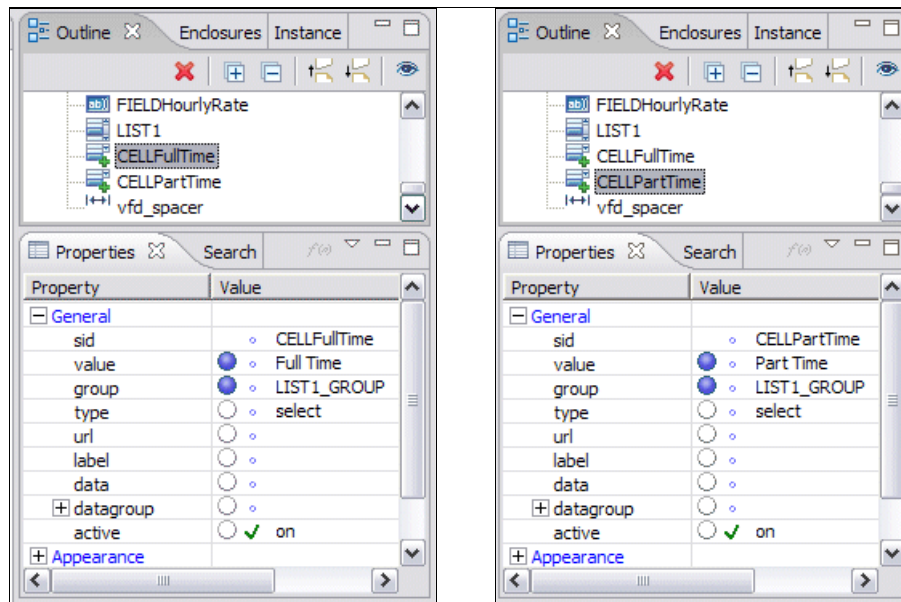 Outline Enclosures Instance
FIELDHourlyRate
LIST1
CELLFullTime
CELLPartTime
vfd_spacer
Properties Search f(x)
Property Value
General
sid CELLFullTime
value Full Time
group LIST1_GROUP
type select
url
label
data
datagroup
active on
Appearance
Outline Enclosures Instance
FIELDHourlyRate
LIST1
CELLFullTime
CELLPartTime
vfd_spacer
Properties Search f(x)
Property Value
General
sid CELLPartTime
value Part Time
group LIST1_GROUP
type select
url
label
data
datagroup
active on
Appearance